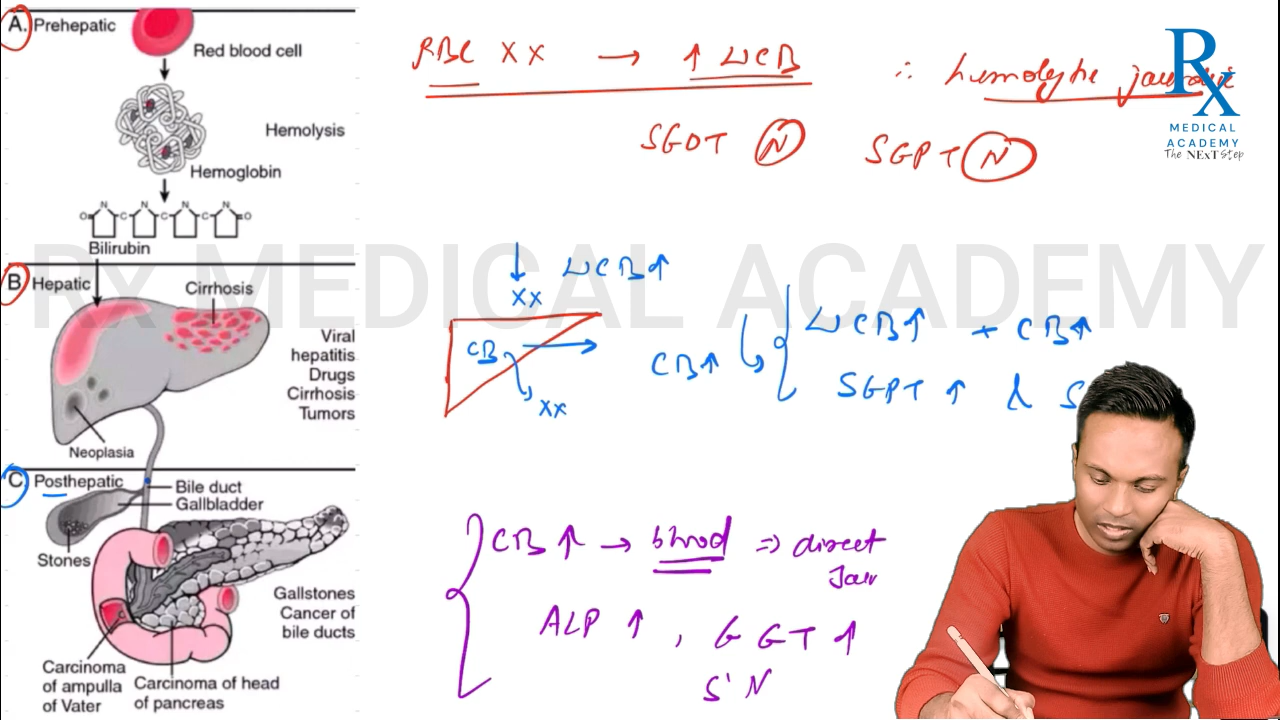 A. Prehepatic
Red blood cell
Hemolysis
Hemoglobin
O N C N C N C N O
Bilirubin
B Hepatic
Cirrhosis
Viral
hepatitis
Drugs
Cirrhosis
Tumors
Neoplasia
C. Posthepatic
Bile duct
Gallbladder
Stones
Gallstones
Cancer of
bile ducts
Carcinoma
of ampulla
of Vater
Carcinoma of head
of pancreas
RBC XX → ↑ UCB ∴ hemolytic
SGOT N SGPT N
Rx
MEDICAL
ACADEMY
The NExT Step
RX MEDICAL ACADEMY
↓ UCB↑
XX
CB →
XX
CB↑
UCB↑ + CB↑
SGPT ↑ & S
CB ↑ → blood ⇒ direct
Jau
ALP ↑ , GGT ↑
S' N